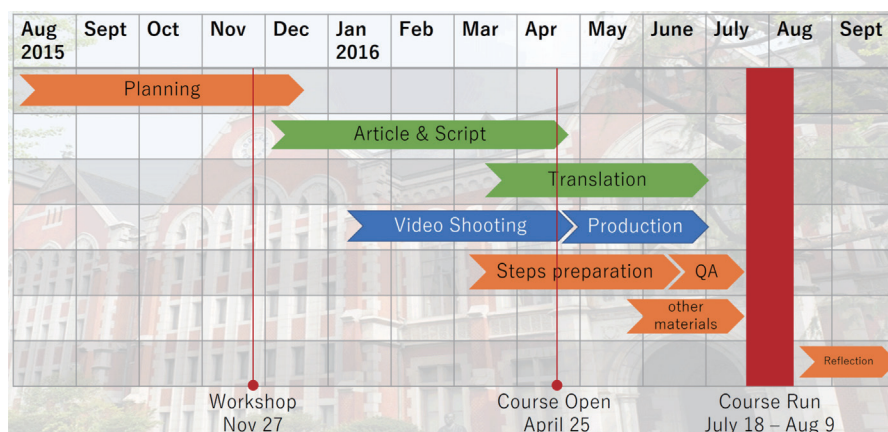 Aug Sept Oct Nov Dec Jan Feb Mar Apr May June July Aug Sept
2015 2016
Planning
Article & Script
Translation
Video Shooting Production
Steps preparation QA
other
materials
Reflection
Workshop Course Open Course Run
Nov 27 April 25 July 18 – Aug 9